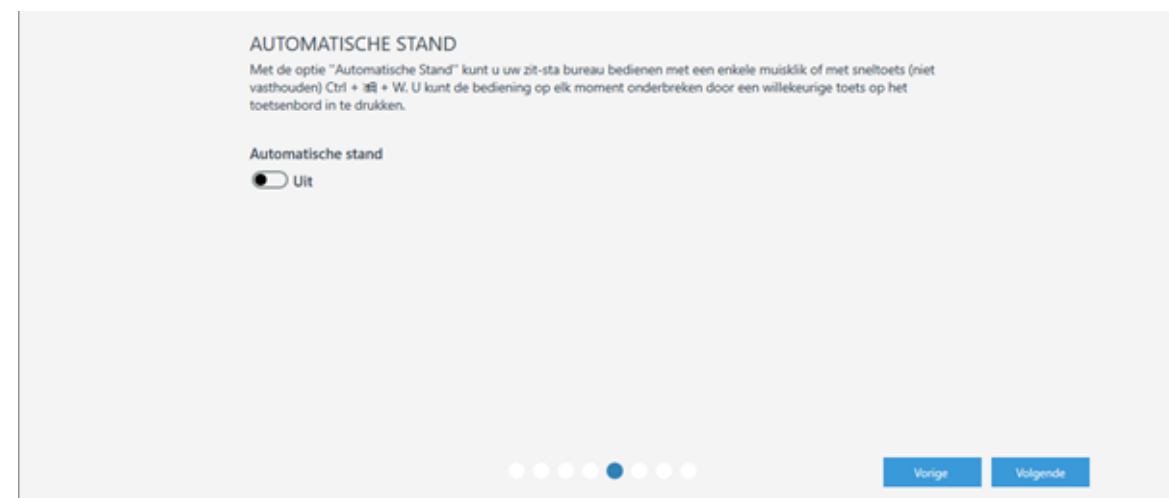 AUTOMATISCHE STAND
Met de optie "Automatische Stand" kunt u uw zit-sta bureau bedienen met een enkele muisklik of met sneltoets (niet
vasthouden) Ctrl + + W. U kunt de bediening op elk moment onderbreken door een willekeurige toets op het
toetsenbord in te drukken.
Automatische stand
Uit
Vorige Volgende